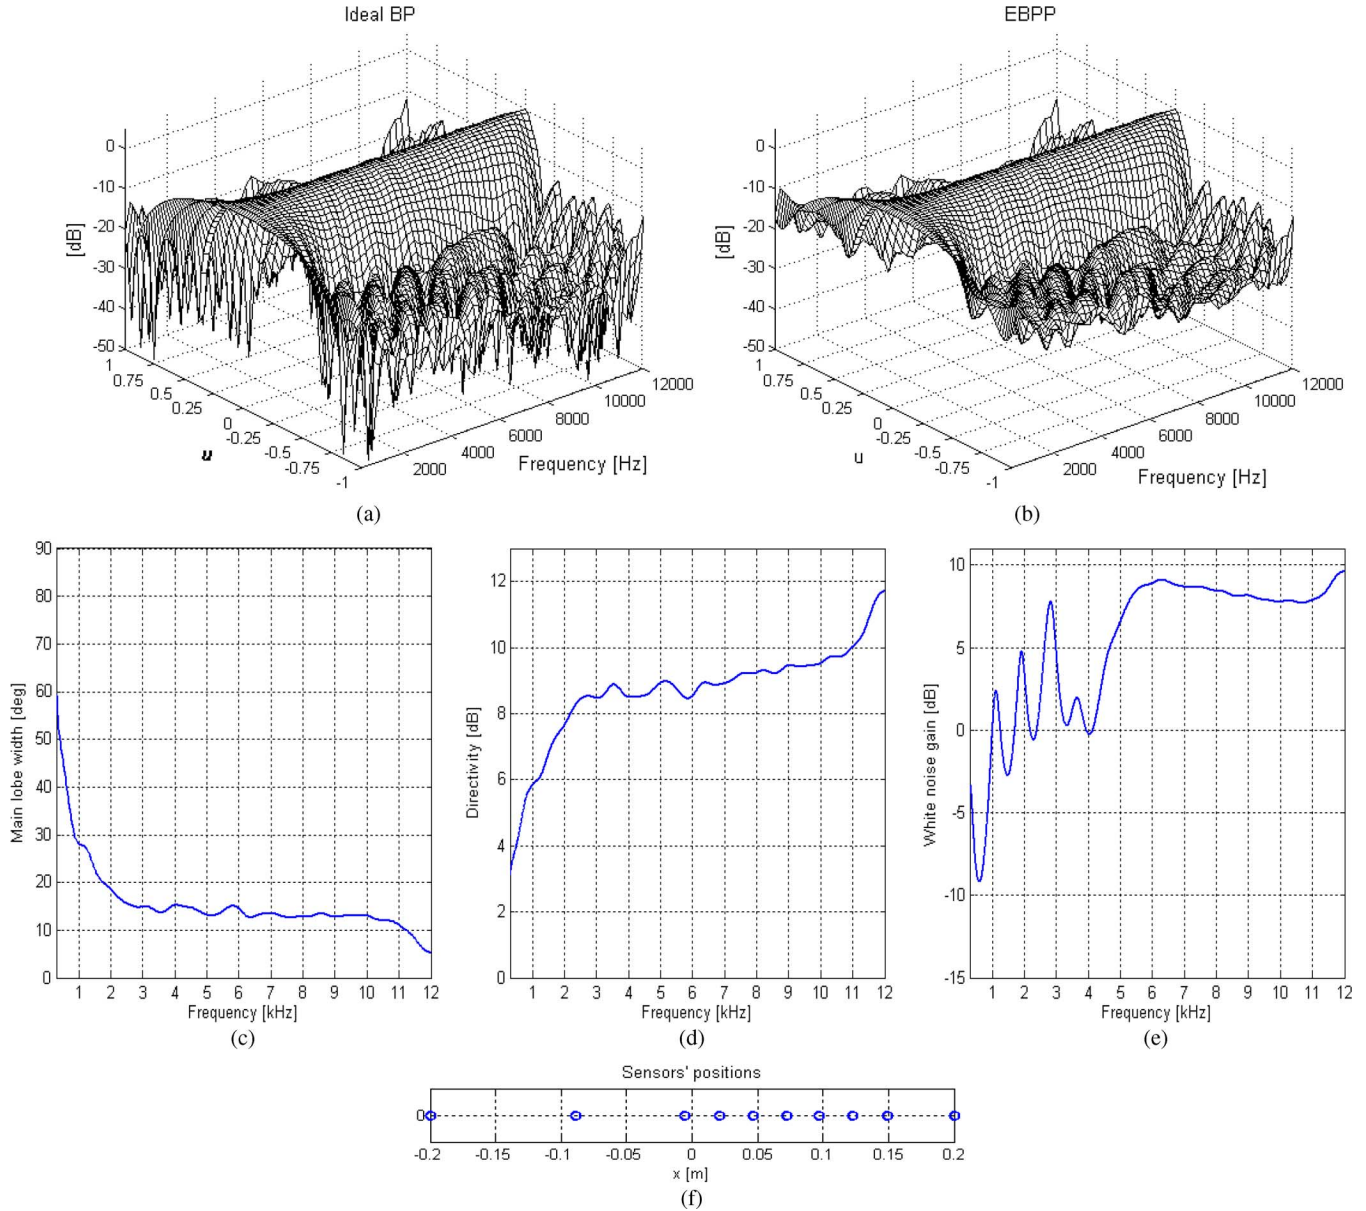 Ideal BP
EBPP
0
-10
-20
-30
-40
-50
[dB]
1
0.75
0.5
0.25
0
-0.25
-0.5
-0.75
-1
u
2000
4000
6000
8000
10000
12000
Frequency [Hz]
0
-10
-20
-30
-40
-50
[dB]
1
0.75
0.5
0.25
0
-0.25
-0.5
-0.75
-1
u
2000
4000
6000
8000
10000
12000
Frequency [Hz]
(a)
(b)
90
80
70
60
50
40
30
20
10
0
Main lobe width [deg]
1 2 3 4 5 6 7 8 9 10 11 12
Frequency [kHz]
(c)
12
10
8
6
4
2
0
Directivity [dB]
1 2 3 4 5 6 7 8 9 10 11 12
Frequency [kHz]
(d)
10
5
0
-5
-10
-15
White noise gain [dB]
1 2 3 4 5 6 7 8 9 10 11 12
Frequency [kHz]
(e)
Sensors' positions
0
-0.2 -0.15 -0.1 -0.05 0 0.05 0.1 0.15 0.2
x [m]
(f)